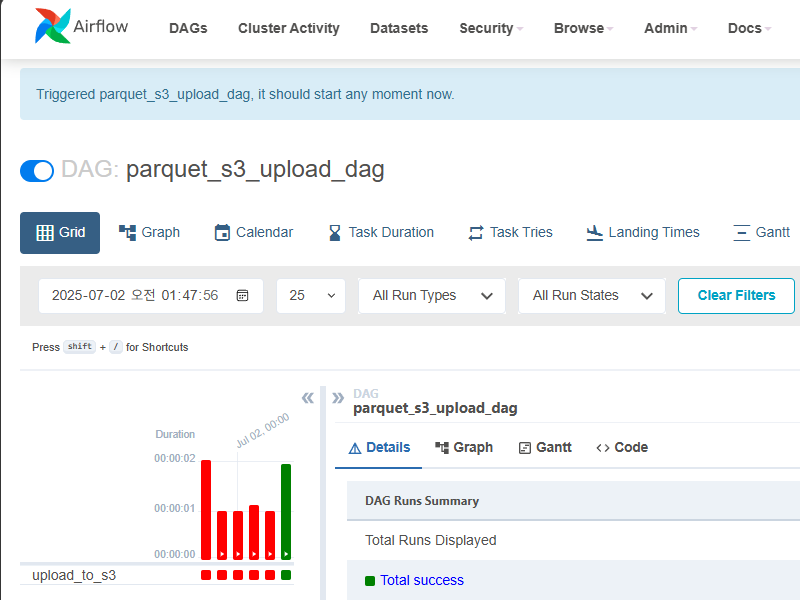 Airflow DAGs Cluster Activity Datasets Security Browse Admin Docs
Triggered parquet_s3_upload_dag, it should start any moment now.
DAG: parquet_s3_upload_dag
Grid Graph Calendar Task Duration Task Tries Landing Times Gantt
2025-07-02 오전 01:47:56 25 All Run Types All Run States Clear Filters
Press shift + / for Shortcuts
DAG
parquet_s3_upload_dag
Jul 02, 00:00
Duration
Details Graph Gantt Code
00:00:02
DAG Runs Summary
00:00:01
Total Runs Displayed
00:00:00
upload_to_s3
Total success